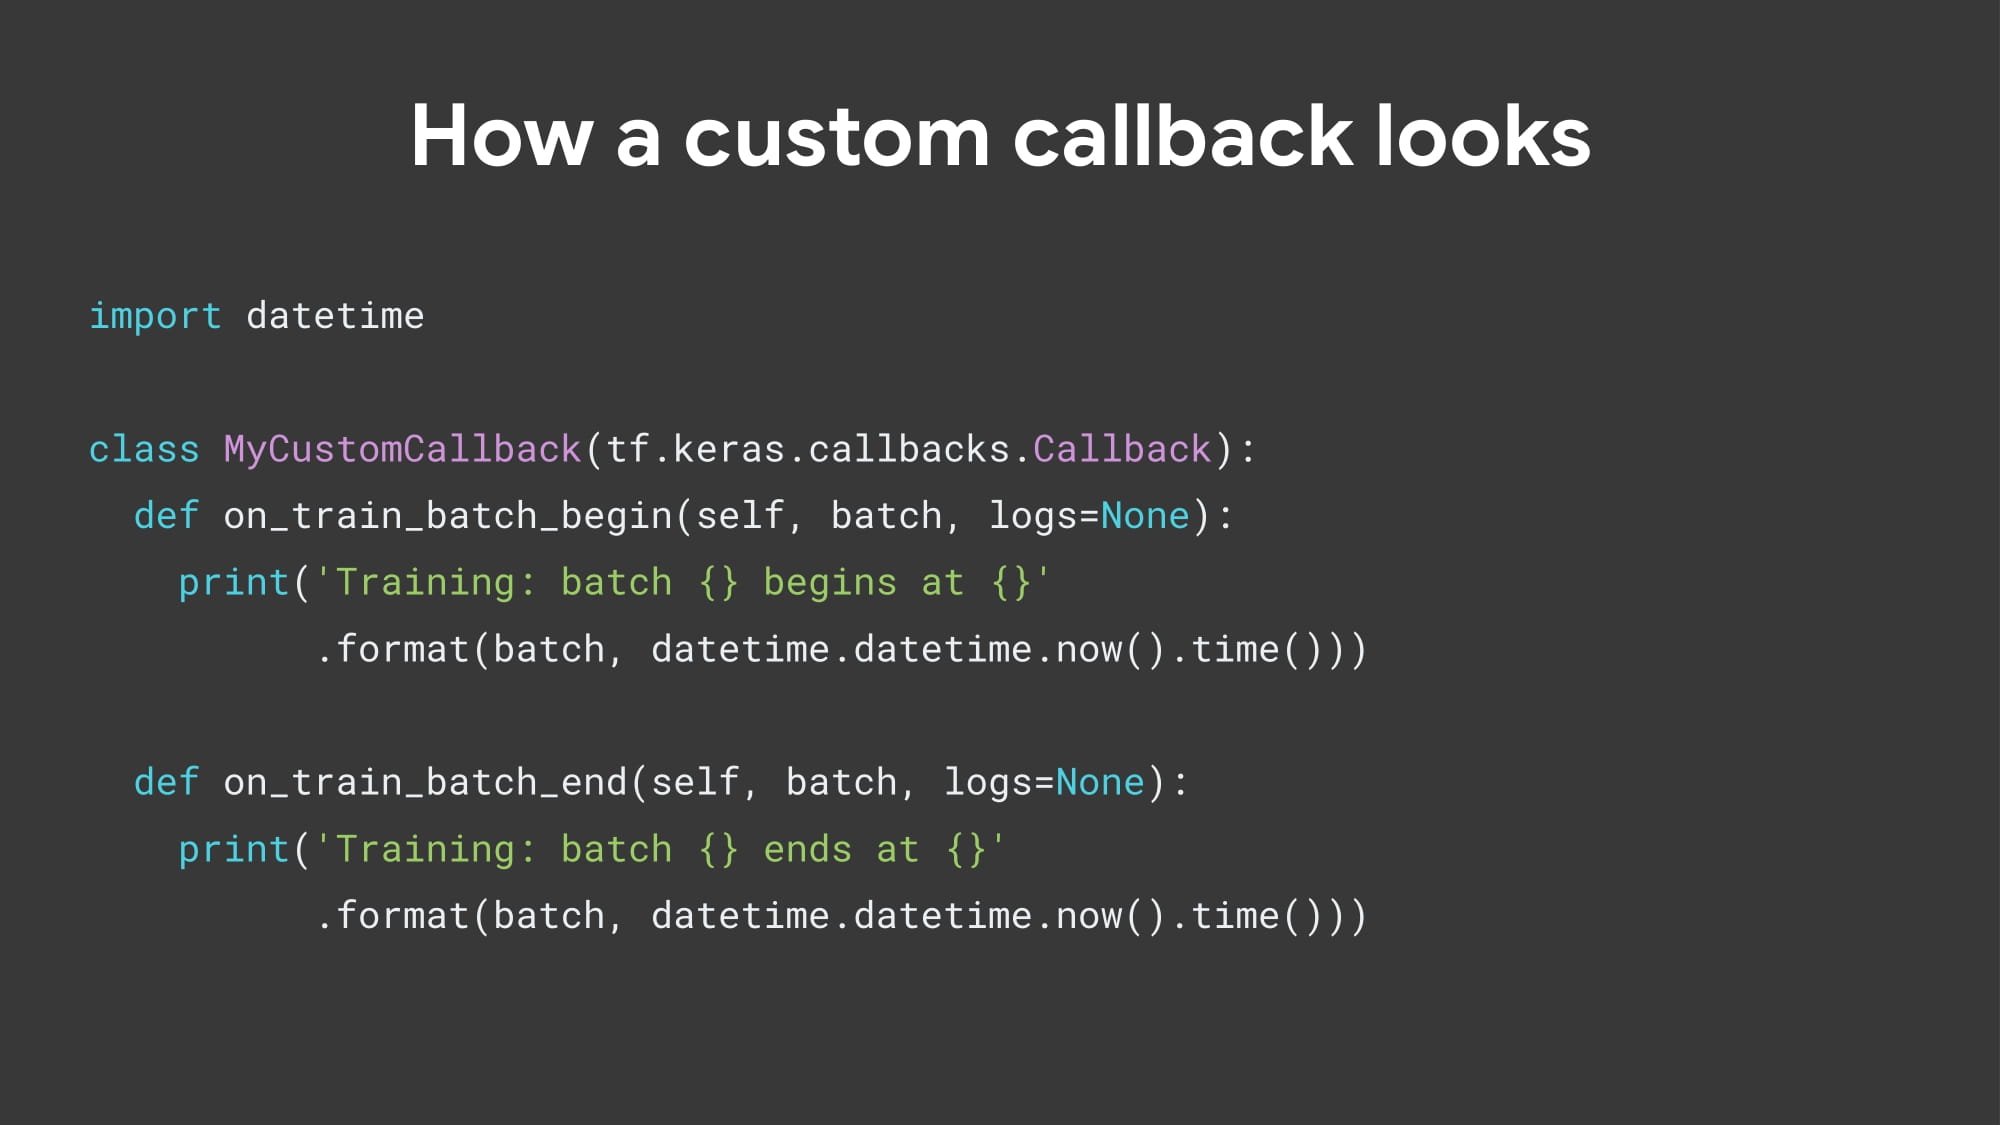 How a custom callback looks
import datetime
class MyCustomCallback(tf.keras.callbacks.Callback):
  def on_train_batch_begin(self, batch, logs=None):
    print('Training: batch {} begins at {}'
          .format(batch, datetime.datetime.now().time()))
  def on_train_batch_end(self, batch, logs=None):
    print('Training: batch {} ends at {}'
          .format(batch, datetime.datetime.now().time()))